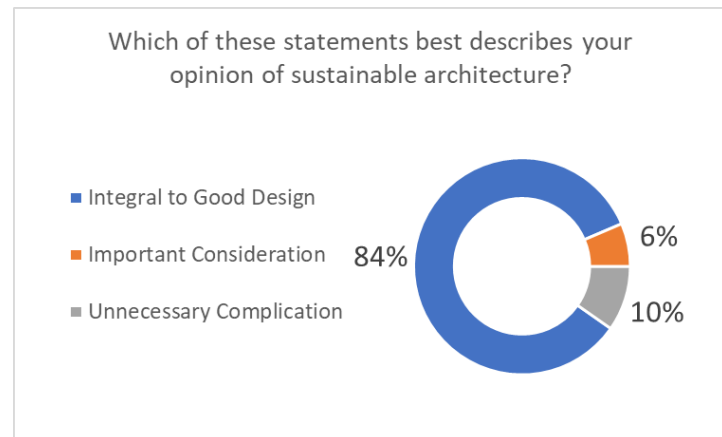 Which of these statements best describes your
opinion of sustainable architecture?
Integral to Good Design
Important Consideration
Unnecessary Complication
84%
6%
10%